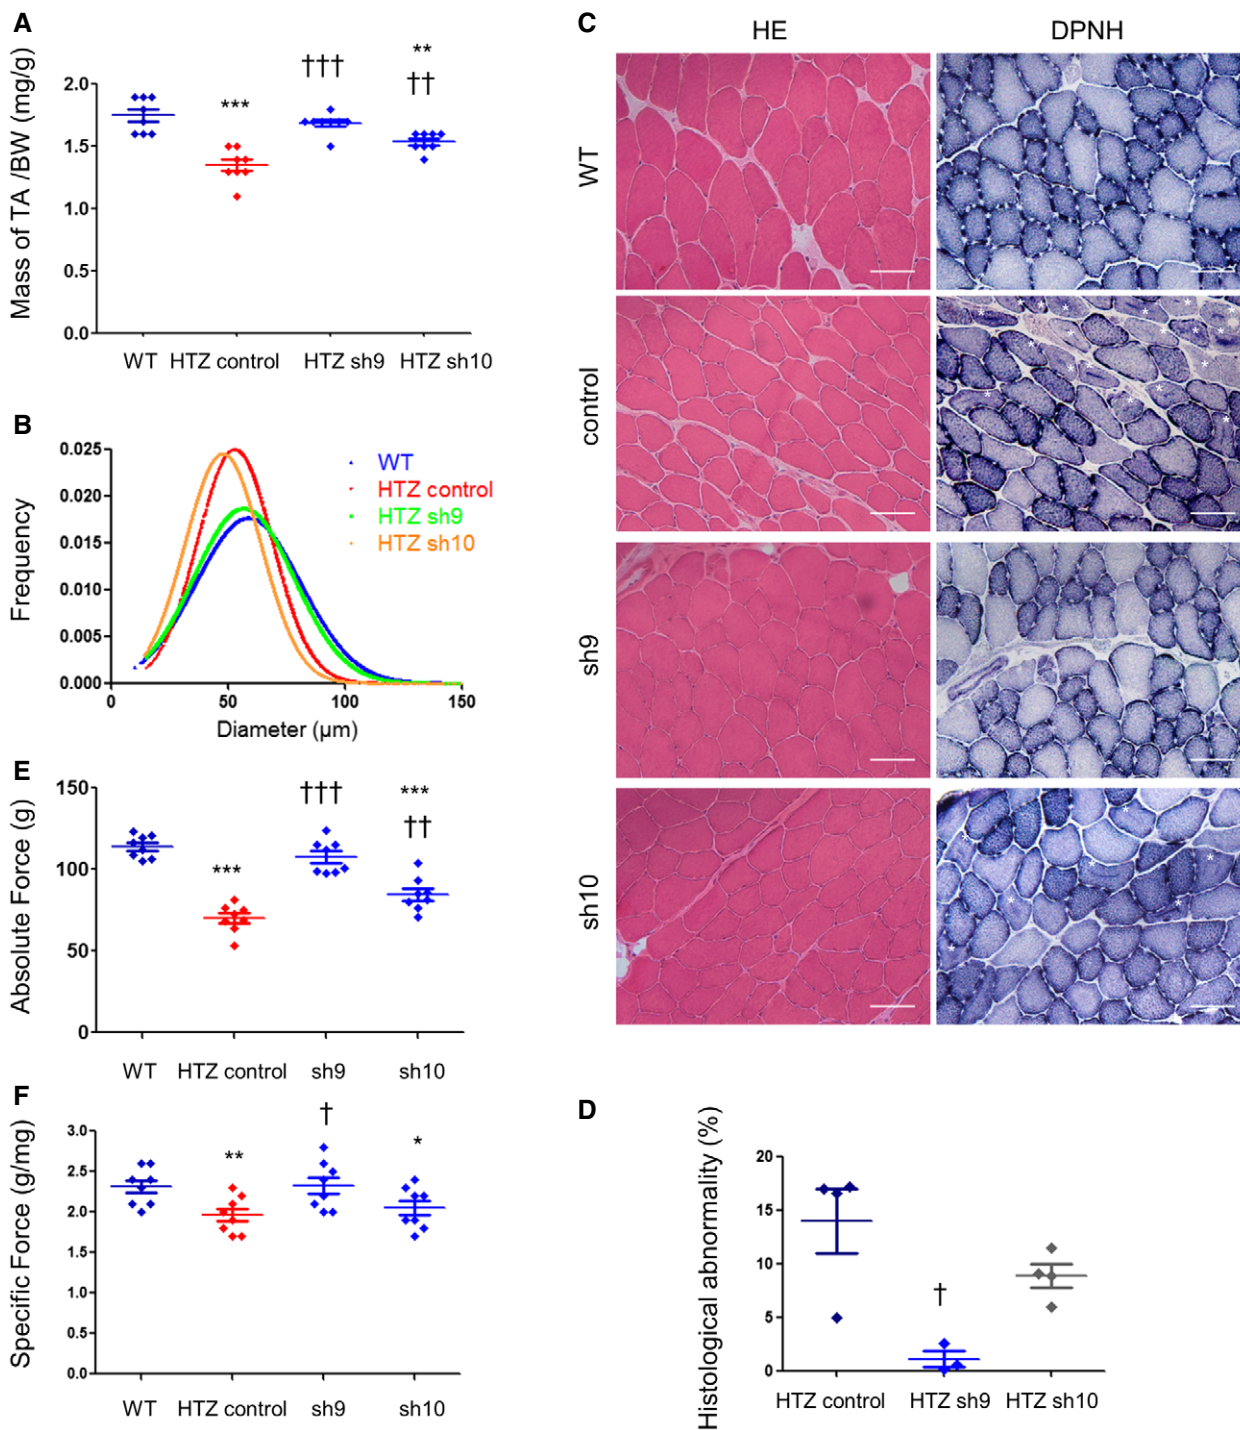 A
Mass of TA /BW (mg/g)
2.0
1.5
1.0
0.5
0.0
***
†††
**
††
WT HTZ control HTZ sh9 HTZ sh10
B
Frequency
0.025
0.020
0.015
0.010
0.005
0.000
0 50 100 150
Diameter (µm)
WT
HTZ control
HTZ sh9
HTZ sh10
E
Absolute Force (g)
150
100
50
0
***
†††
***
††
WT HTZ control sh9 sh10
F
Specific Force (g/mg)
3.0
2.5
2.0
1.5
1.0
0.5
0.0
**
†
*
WT HTZ control sh9 sh10
C
HE DPNH
WT
control
sh9
sh10
D
Histological abnormality (%)
20
15
10
5
0
†
HTZ control HTZ sh9 HTZ sh10